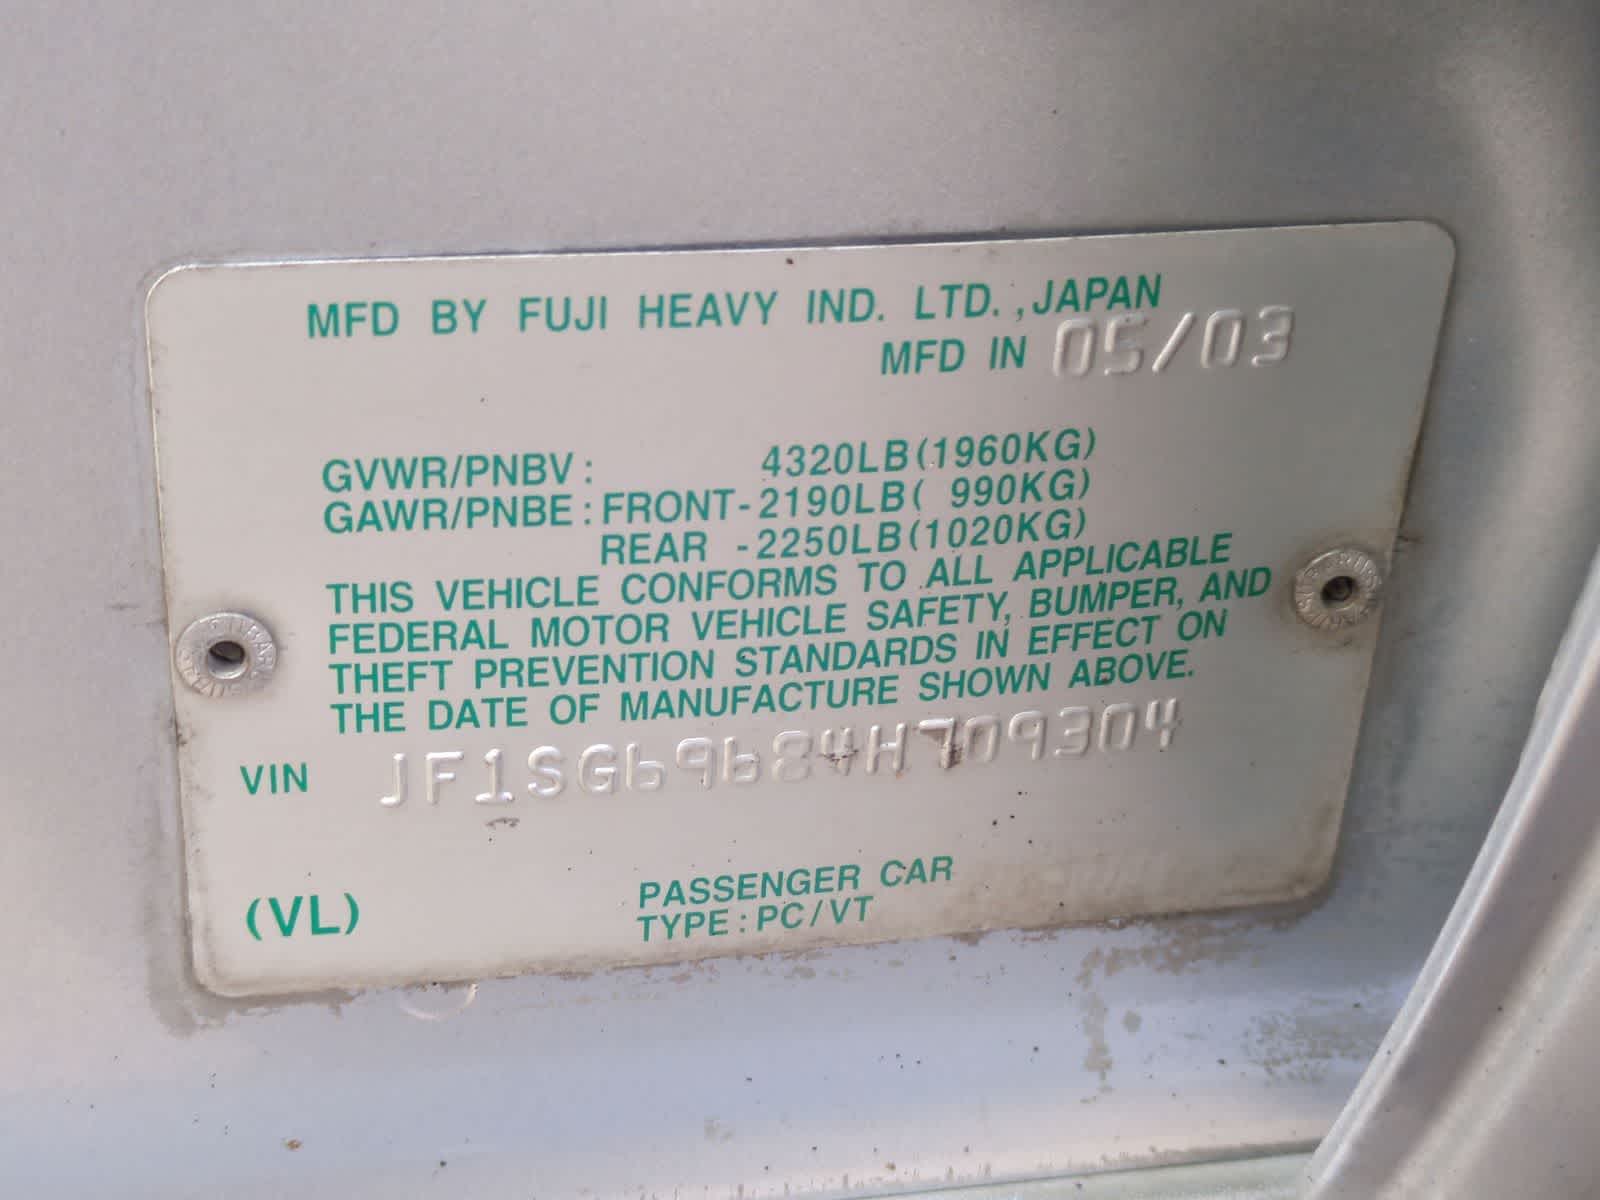 MFD BY FUJI HEAVY IND. LTD., JAPAN
MFD IN 05/03
GVWR/PNBV: 4320LB(1960KG)
GAWR/PNBE: FRONT-2190LB( 990KG)
REAR -2250LB(1020KG)
THIS VEHICLE CONFORMS TO ALL APPLICABLE
FEDERAL MOTOR VEHICLE SAFETY, BUMPER, AND
THEFT PREVENTION STANDARDS IN EFFECT ON
THE DATE OF MANUFACTURE SHOWN ABOVE.
VIN JF1SG69684H709304
(VL)
PASSENGER CAR
TYPE: PC/VT